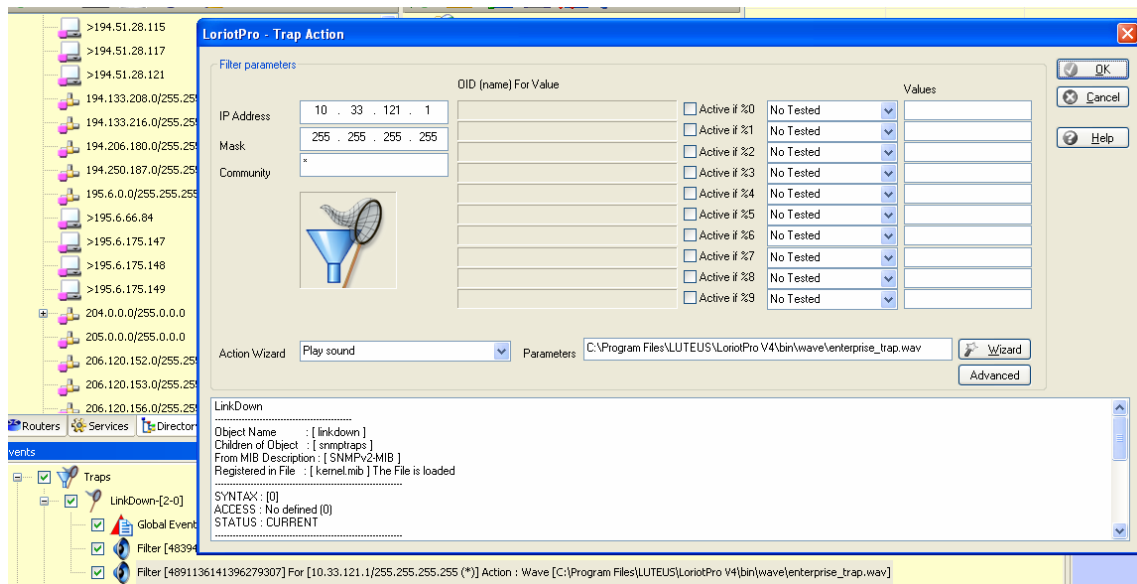 >194.51.28.115
>194.51.28.117
>194.51.28.121
194.133.208.0/255.255
194.133.216.0/255.255
194.206.180.0/255.255
194.250.187.0/255.255
195.6.0.0/255.255.255
>195.6.66.84
>195.6.175.147
>195.6.175.148
>195.6.175.149
204.0.0.0/255.0.0.0
205.0.0.0/255.0.0.0
206.120.152.0/255.25
206.120.153.0/255.25
206.120.156.0/255.25
Routers Services Director
vents
Traps
LinkDown-[2-0]
Global Event
Filter [48394
Filter [4891136141396279307] For [10.33.121.1/255.255.255.255 (*)] Action : Wave [C:\Program Files\LUTEUS\LoriotPro V4\bin\wave\enterprise_trap.wav]
LoriotPro - Trap Action
Filter parameters
OID (name) For Value
Values
IP Address 10 . 33 . 121 . 1
Mask 255 . 255 . 255 . 255
Community *
Active if %0 No Tested
Active if %1 No Tested
Active if %2 No Tested
Active if %3 No Tested
Active if %4 No Tested
Active if %5 No Tested
Active if %6 No Tested
Active if %7 No Tested
Active if %8 No Tested
Active if %9 No Tested
OK
Cancel
Help
Action Wizard Play sound Parameters C:\Program Files\LUTEUS\LoriotPro V4\bin\wave\enterprise_trap.wav Wizard
Advanced
LinkDown
----------------------------------------------
Object Name : [ linkdown ]
Children of Object : [ snmptraps ]
From MIB Description : [ SNMPv2-MIB ]
Registered in File : [ kernel.mib ] The File is loaded
---------------------------------------------------------------
SYNTAX : [0]
ACCESS : No defined (0)
STATUS : CURRENT
---------------------------------------------------------------